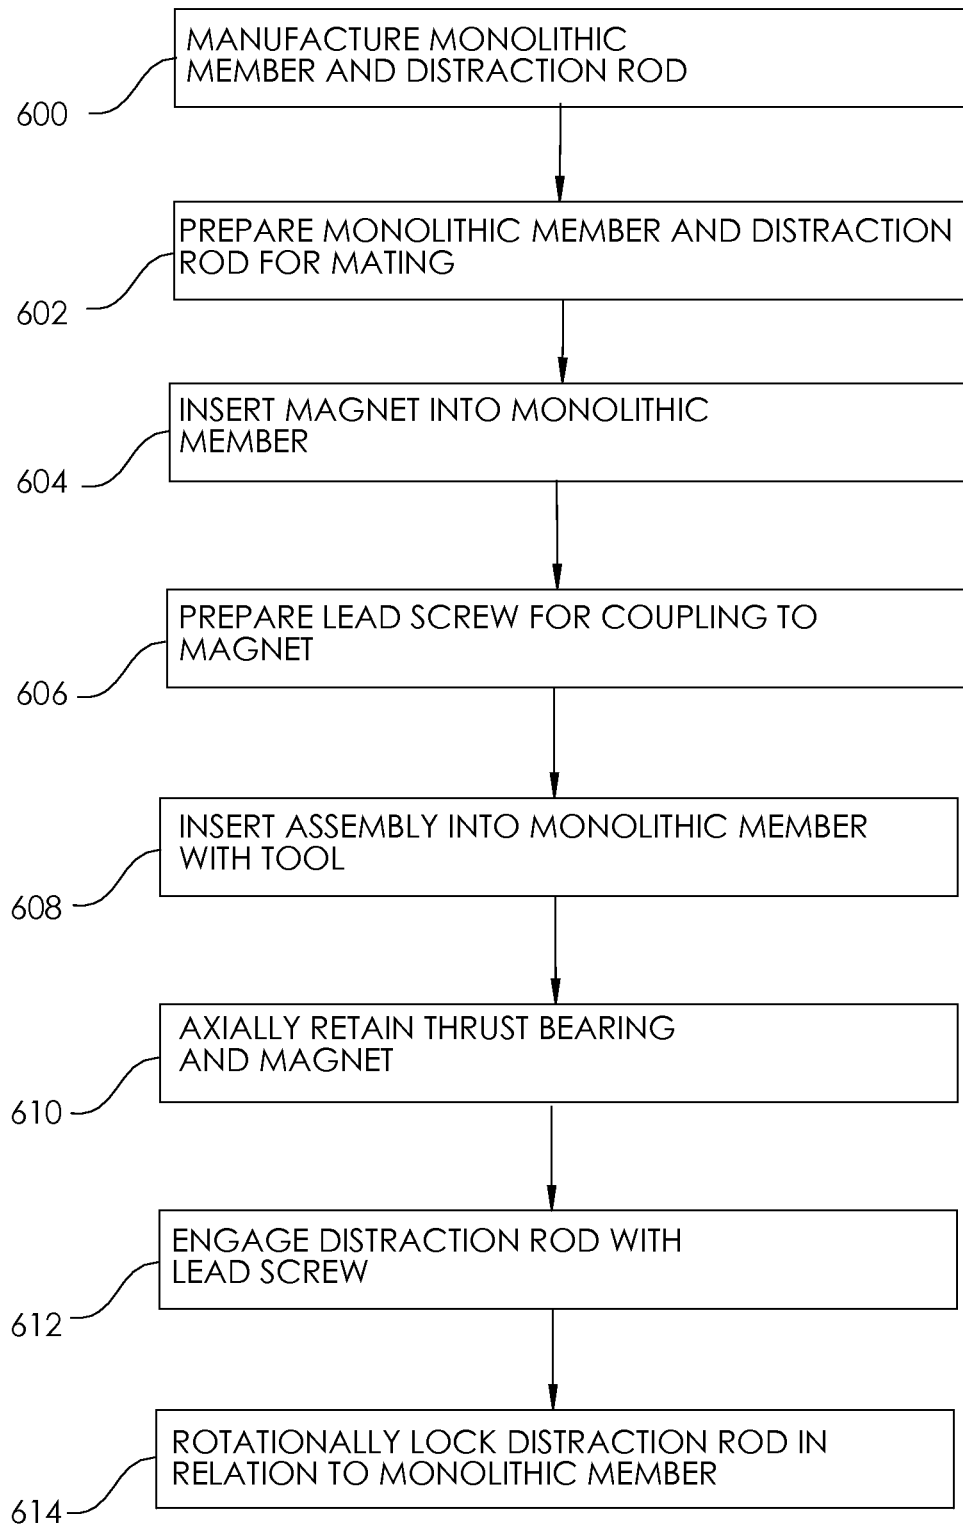 MANUFACTURE MONOLITHIC
MEMBER AND DISTRACTION ROD
600
PREPARE MONOLITHIC MEMBER AND DISTRACTION
ROD FOR MATING
602
INSERT MAGNET INTO MONOLITHIC
MEMBER
604
PREPARE LEAD SCREW FOR COUPLING TO
MAGNET
606
INSERT ASSEMBLY INTO MONOLITHIC MEMBER
WITH TOOL
608
AXIALLY RETAIN THRUST BEARING
AND MAGNET
610
ENGAGE DISTRACTION ROD WITH
LEAD SCREW
612
ROTATIONALLY LOCK DISTRACTION ROD IN
RELATION TO MONOLITHIC MEMBER
614